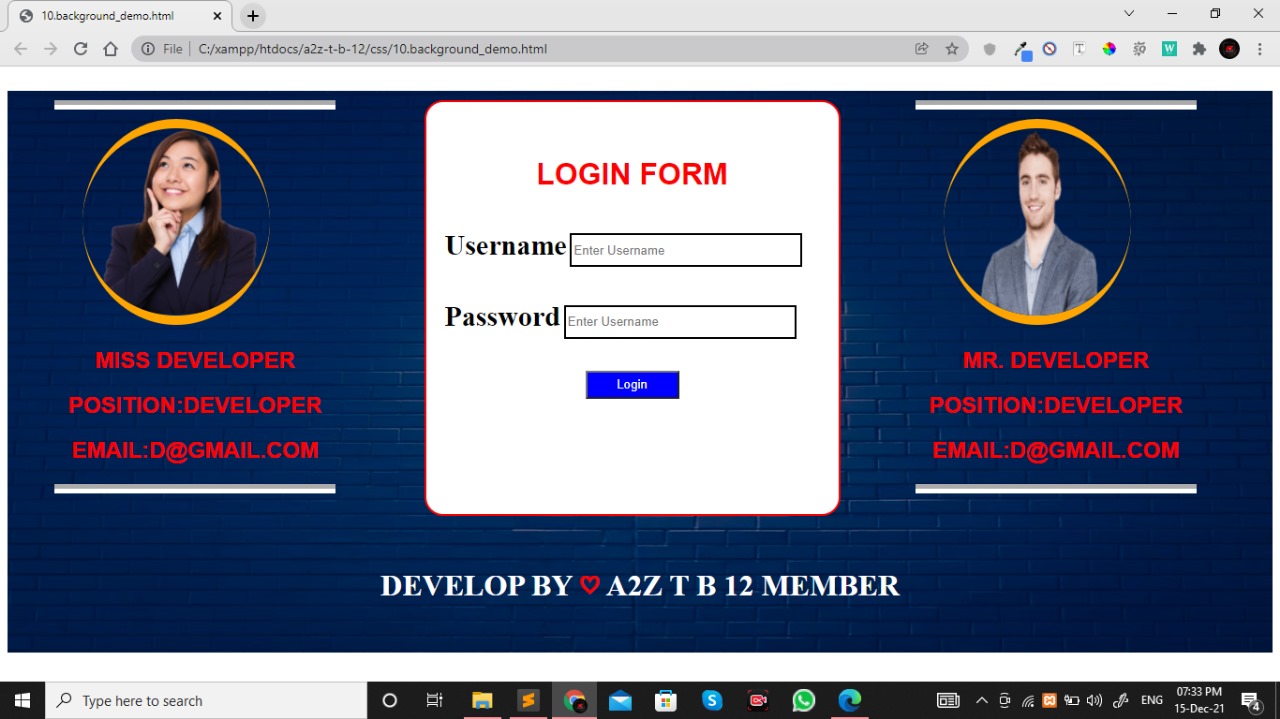 10.background_demo.html
File C:/xampp/htdocs/a2z-t-b-12/css/10.background_demo.html
T
W
MISS DEVELOPER
POSITION:DEVELOPER
EMAIL:D@GMAIL.COM
LOGIN FORM
Username Enter Username
Password Enter Username
Login
MR. DEVELOPER
POSITION:DEVELOPER
EMAIL:D@GMAIL.COM
DEVELOP BY ♡ A2Z T B 12 MEMBER
Type here to search
ENG
07:33 PM
15-Dec-21
4